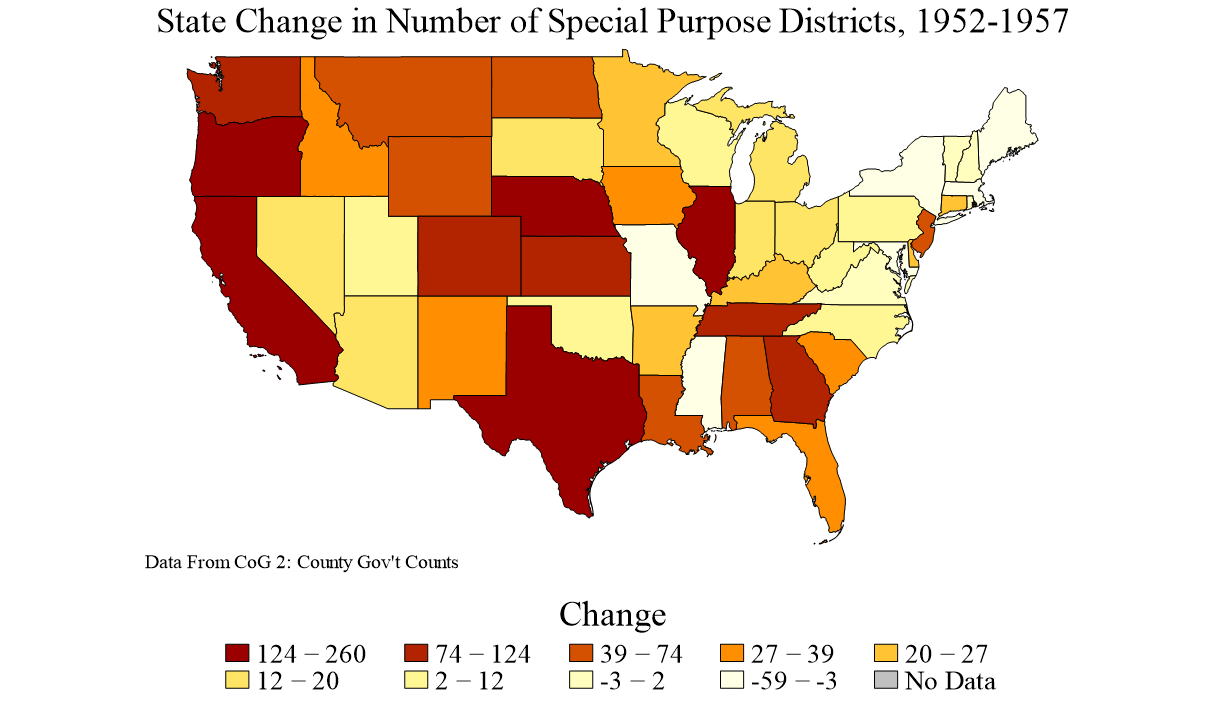 State Change in Number of Special Purpose Districts, 1952-1957
Data From CoG 2: County Gov't Counts
Change
124 – 260 74 – 124 39 – 74 27 – 39 20 – 27
12 – 20 2 – 12 -3 – 2 -59 – -3 No Data